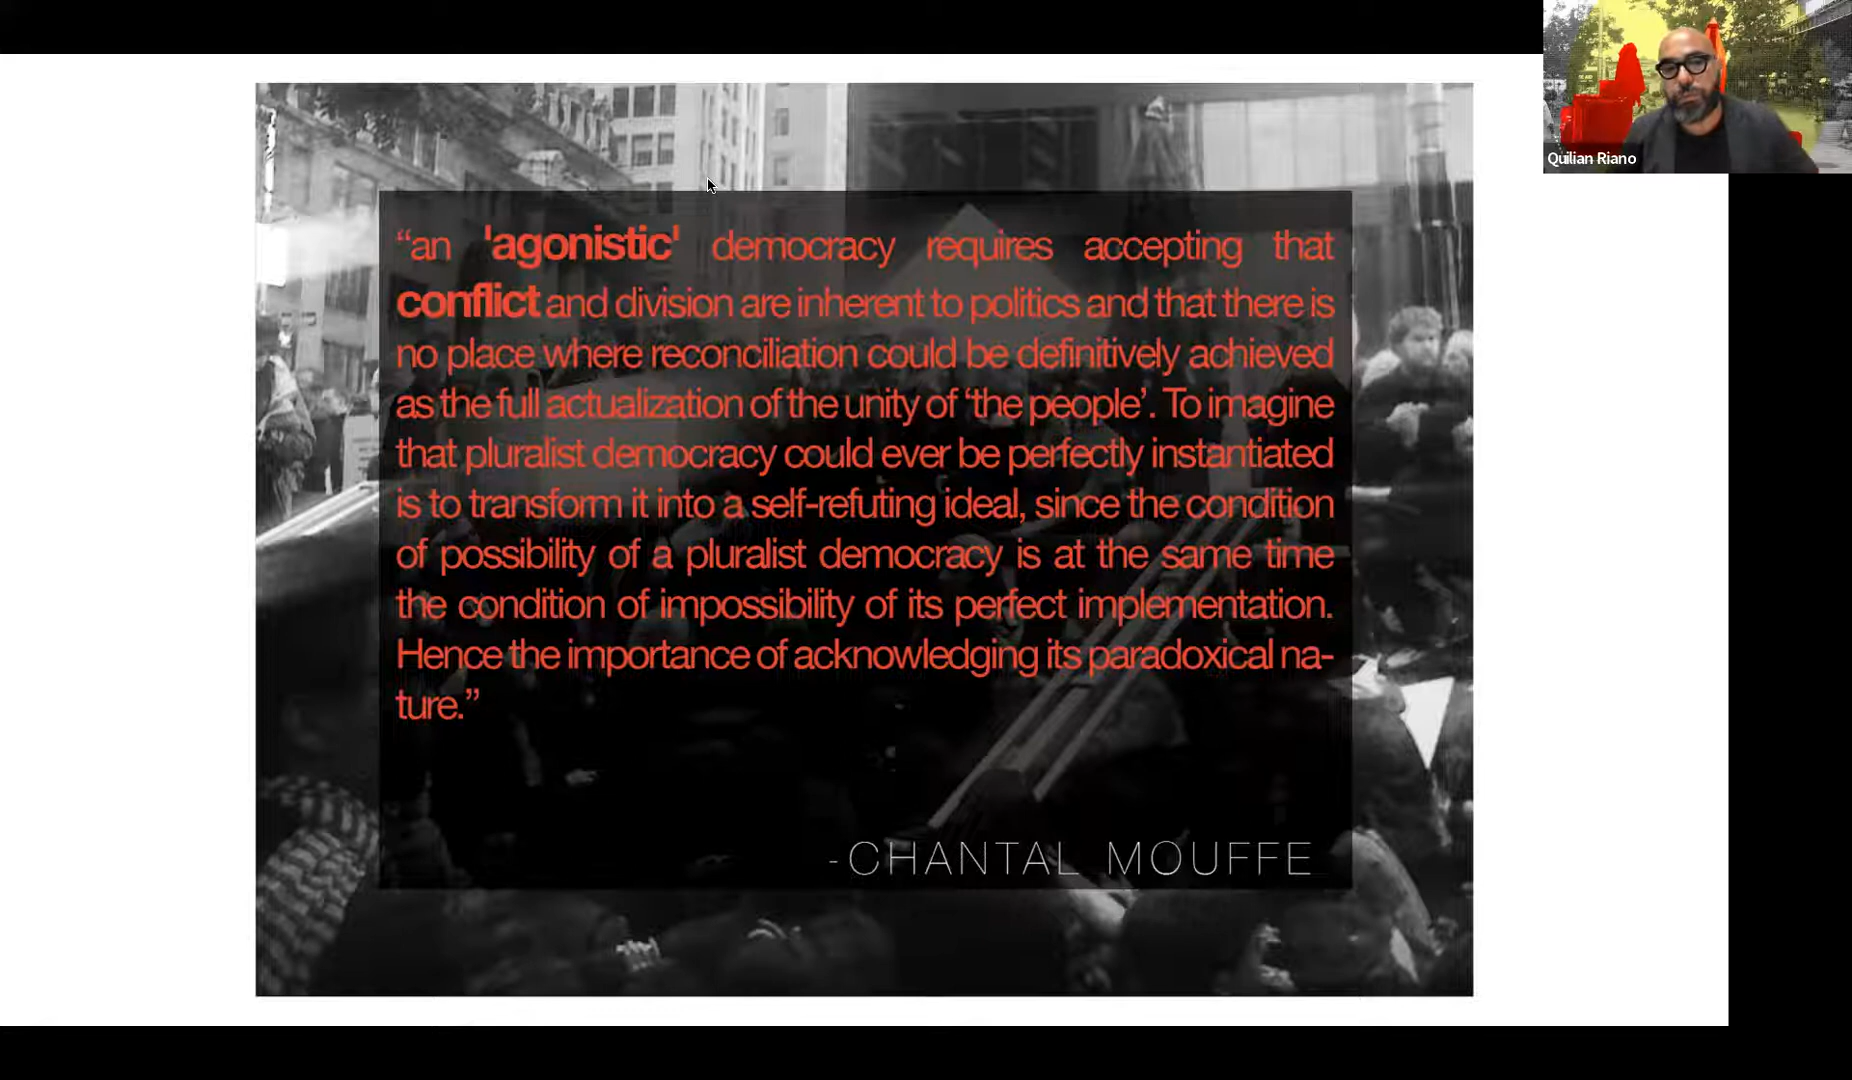 “an 'agonistic' democracy requires accepting that
conflict and division are inherent to politics and that there is
no place where reconciliation could be definitively achieved
as the full actualization of the unity of ‘the people’. To imagine
that pluralist democracy could ever be perfectly instantiated
is to transform it into a self-refuting ideal, since the condition
of possibility of a pluralist democracy is at the same time
the condition of impossibility of its perfect implementation.
Hence the importance of acknowledging its paradoxical na-
ture.”
-CHANTAL MOUFFE
Quilian Riano